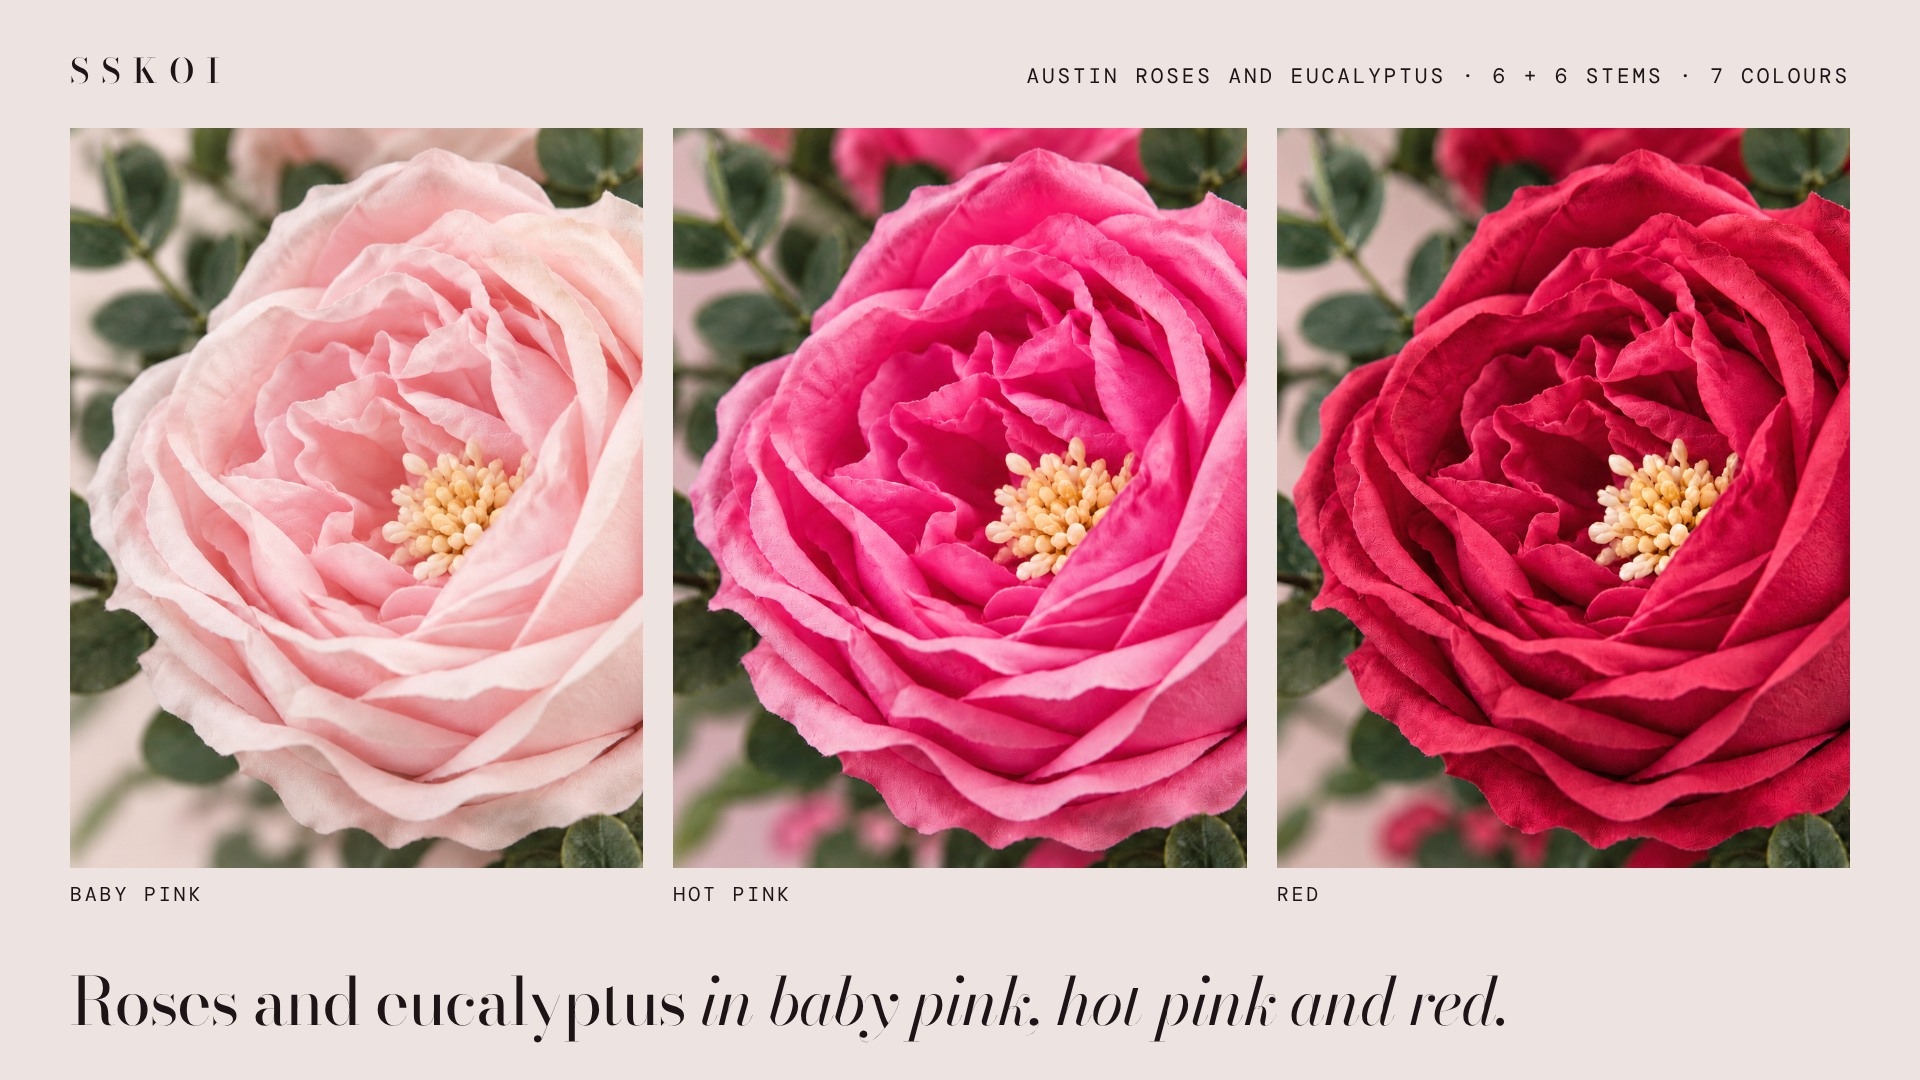 SSKOI
AUSTIN ROSES AND EUCALYPTUS · 6 + 6 STEMS · 7 COLOURS
BABY PINK
HOT PINK
RED
Roses and eucalyptus in baby pink, hot pink and red.